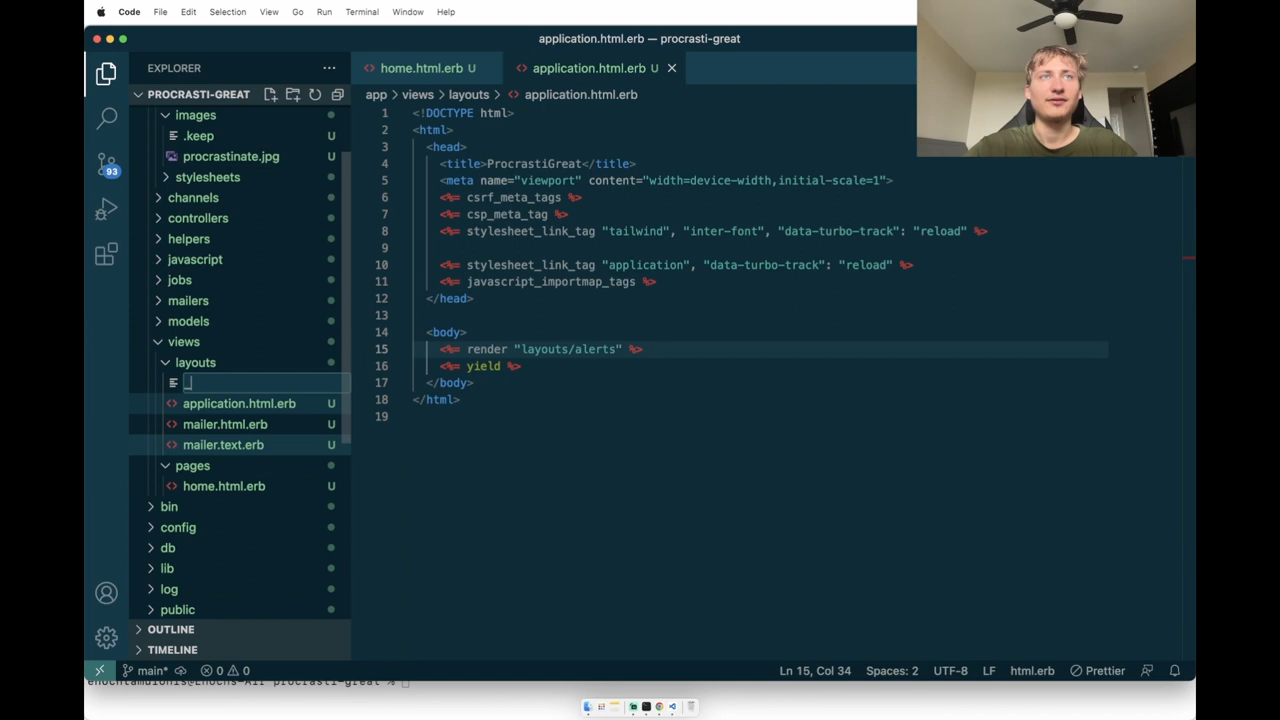 Code File Edit Selection View Go Run Terminal Window Help
application.html.erb — procrasti-great
EXPLORER
PROCRASTI-GREAT
images
.keep U
procrastinate.jpg U
stylesheets
channels
controllers
helpers
javascript
jobs
mailers
models
views
layouts
_
application.html.erb U
mailer.html.erb U
mailer.text.erb U
pages
home.html.erb U
bin
config
db
lib
log
public
OUTLINE
TIMELINE
93
home.html.erb U
application.html.erb U
app > views > layouts > application.html.erb
1 <!DOCTYPE html>
2 <html>
3 <head>
4 <title>ProcrastiGreat</title>
5 <meta name="viewport" content="width=device-width,initial-scale=1">
6 <%= csrf_meta_tags %>
7 <%= csp_meta_tag %>
8 <%= stylesheet_link_tag "tailwind", "inter-font", "data-turbo-track": "reload" %>
9
10 <%= stylesheet_link_tag "application", "data-turbo-track": "reload" %>
11 <%= javascript_importmap_tags %>
12 </head>
13
14 <body>
15 <%= render "layouts/alerts" %>
16 <%= yield %>
17 </body>
18 </html>
19
main* 0 0 Ln 15, Col 34 Spaces: 2 UTF-8 LF html.erb Prettier
procrasti-great %